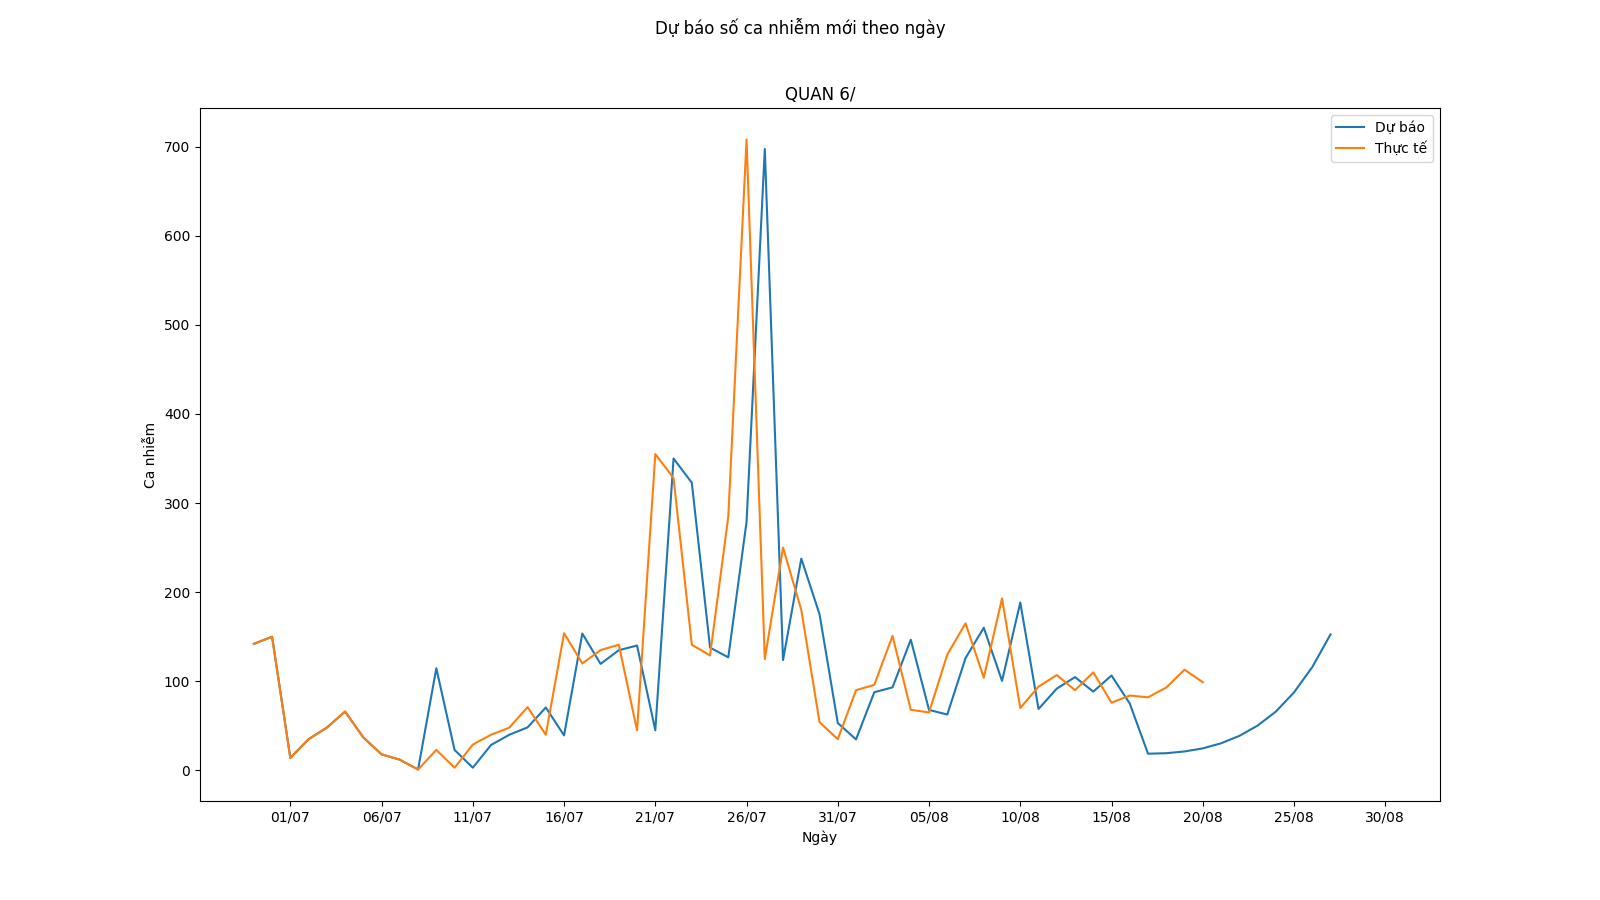 Dự báo số ca nhiễm mới theo ngày
QUAN 6/
Dự báo
Thực tế
700
600
500
400
300
200
100
0
Ca nhiễm
01/07 06/07 11/07 16/07 21/07 26/07 31/07 05/08 10/08 15/08 20/08 25/08 30/08
Ngày